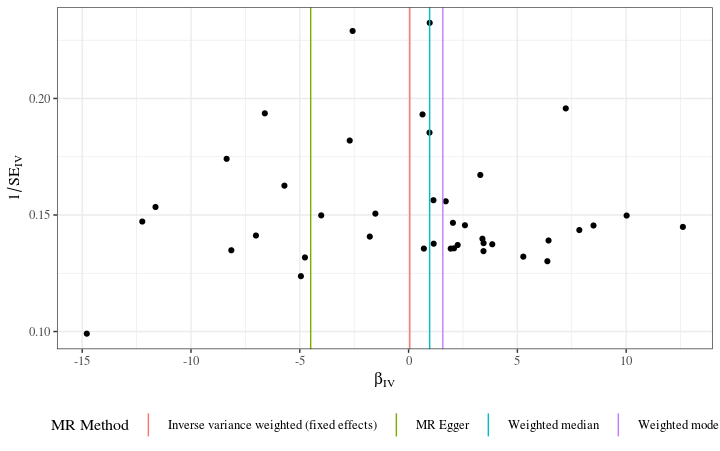 0.20
0.15
0.10
1/SE_IV
-15 -10 -5 0 5 10
β_IV
MR Method Inverse variance weighted (fixed effects) MR Egger Weighted median Weighted mode